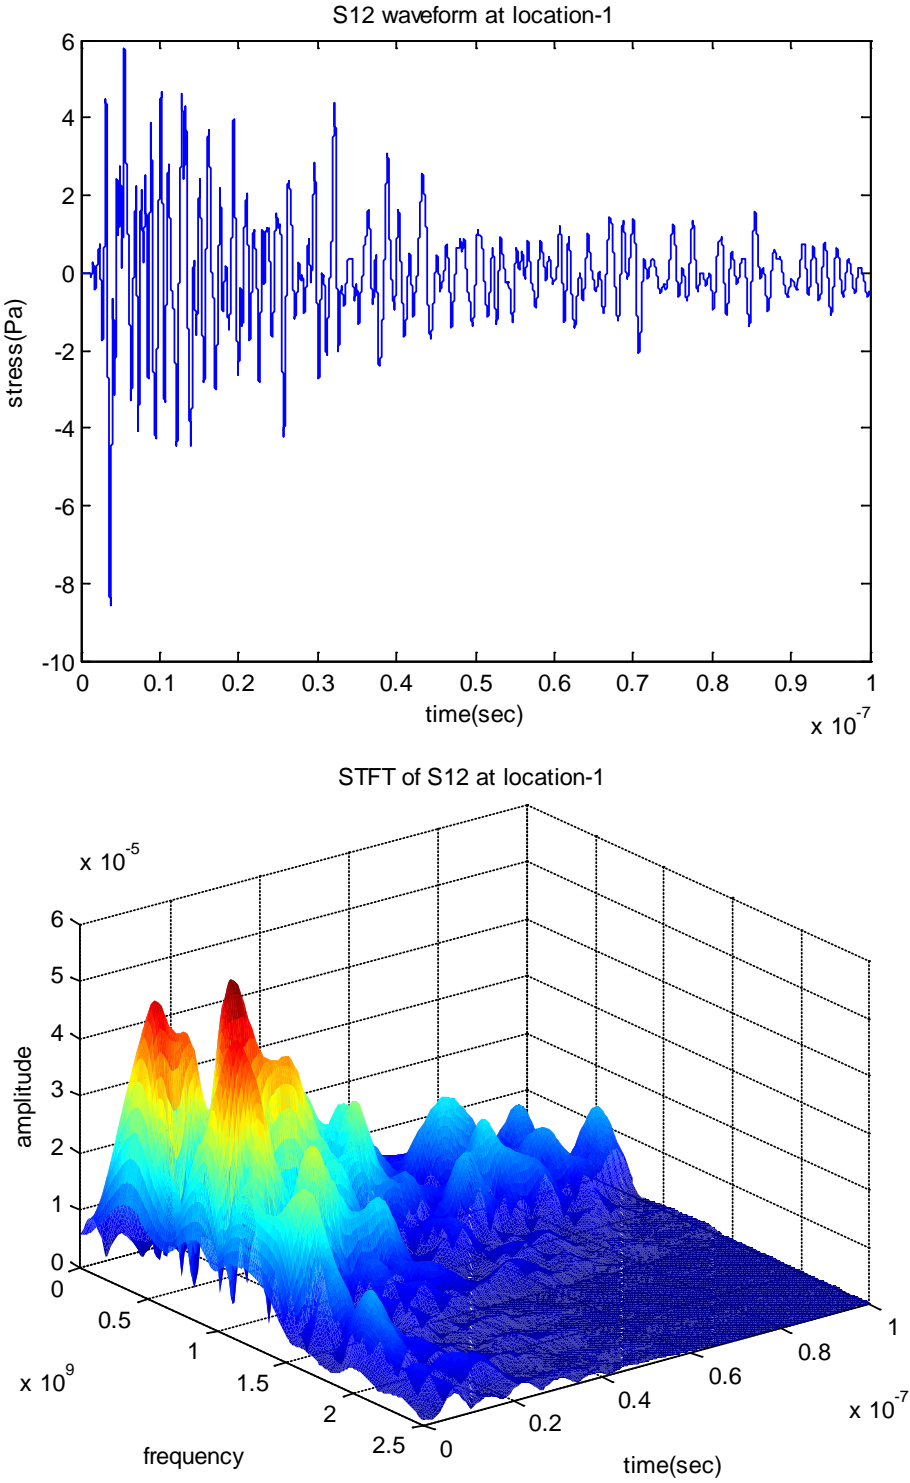 S12 waveform at location-1
6
4
2
0
-2
-4
-6
-8
-10
stress(Pa)
0 0.1 0.2 0.3 0.4 0.5 0.6 0.7 0.8 0.9 1
time(sec)
x 10^-7
STFT of S12 at location-1
x 10^-5
6
5
4
3
2
1
0
amplitude
0
0.5
1
1.5
2
2.5
x 10^9
frequency
0
0.2
0.4
0.6
0.8
1
x 10^-7
time(sec)